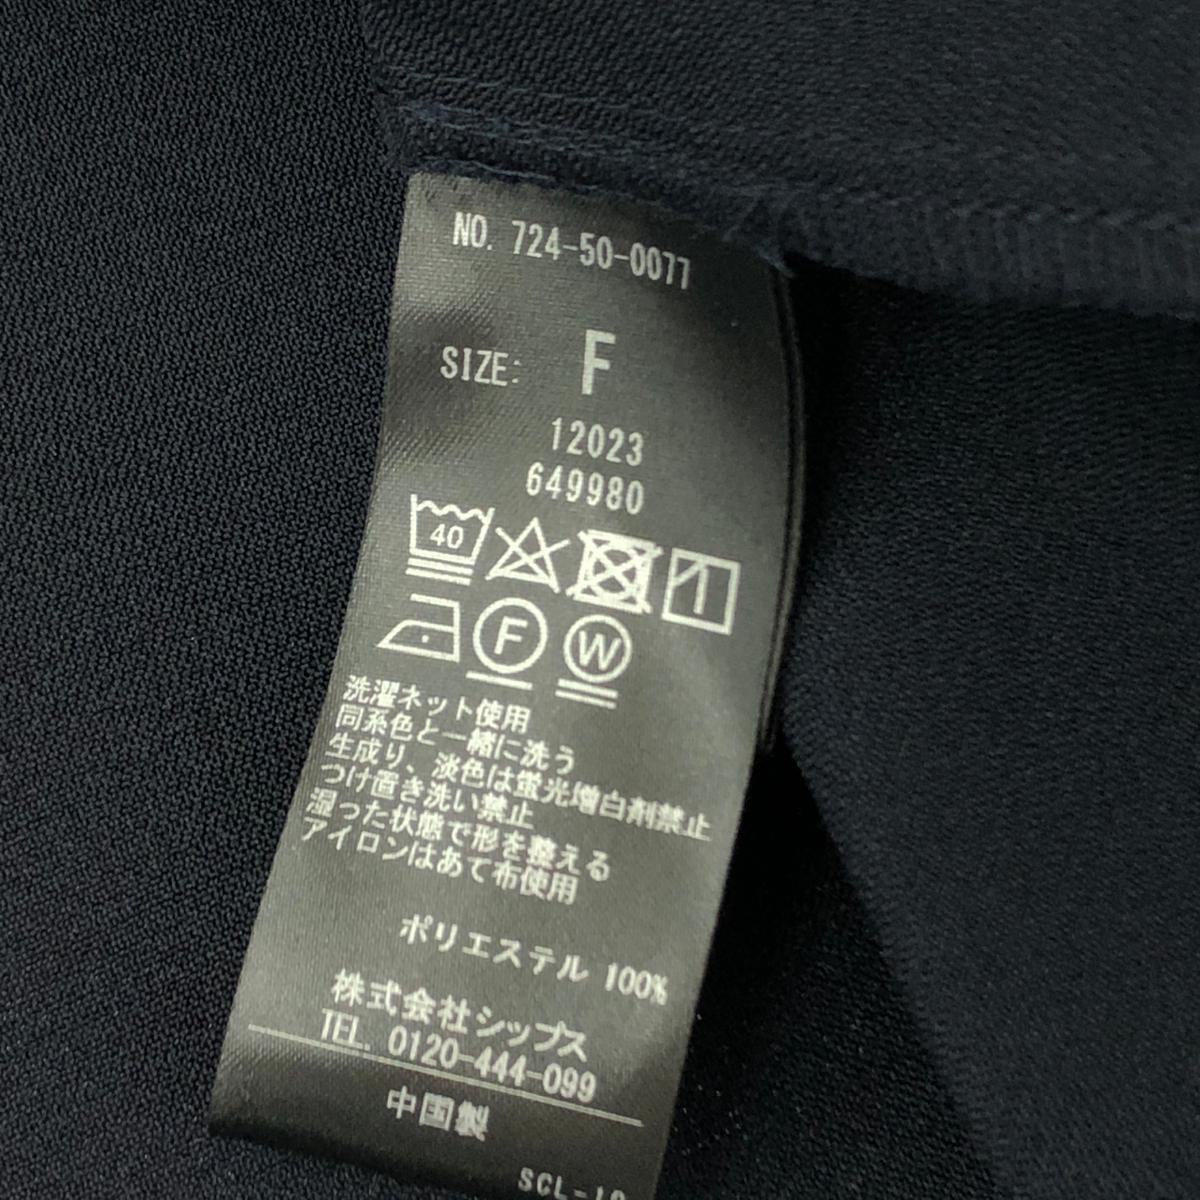 NO. 724-50-0077
SIZE: F
12023
649980
40
F W
洗濯ネット使用
同系色と一緒に洗う
生成り、淡色は蛍光増白剤禁止
つけ置き洗い禁止
湿った状態で形を整える
アイロンはあて布使用
ポリエステル 100%
株式会社シップス
TEL. 0120-444-099
中国製